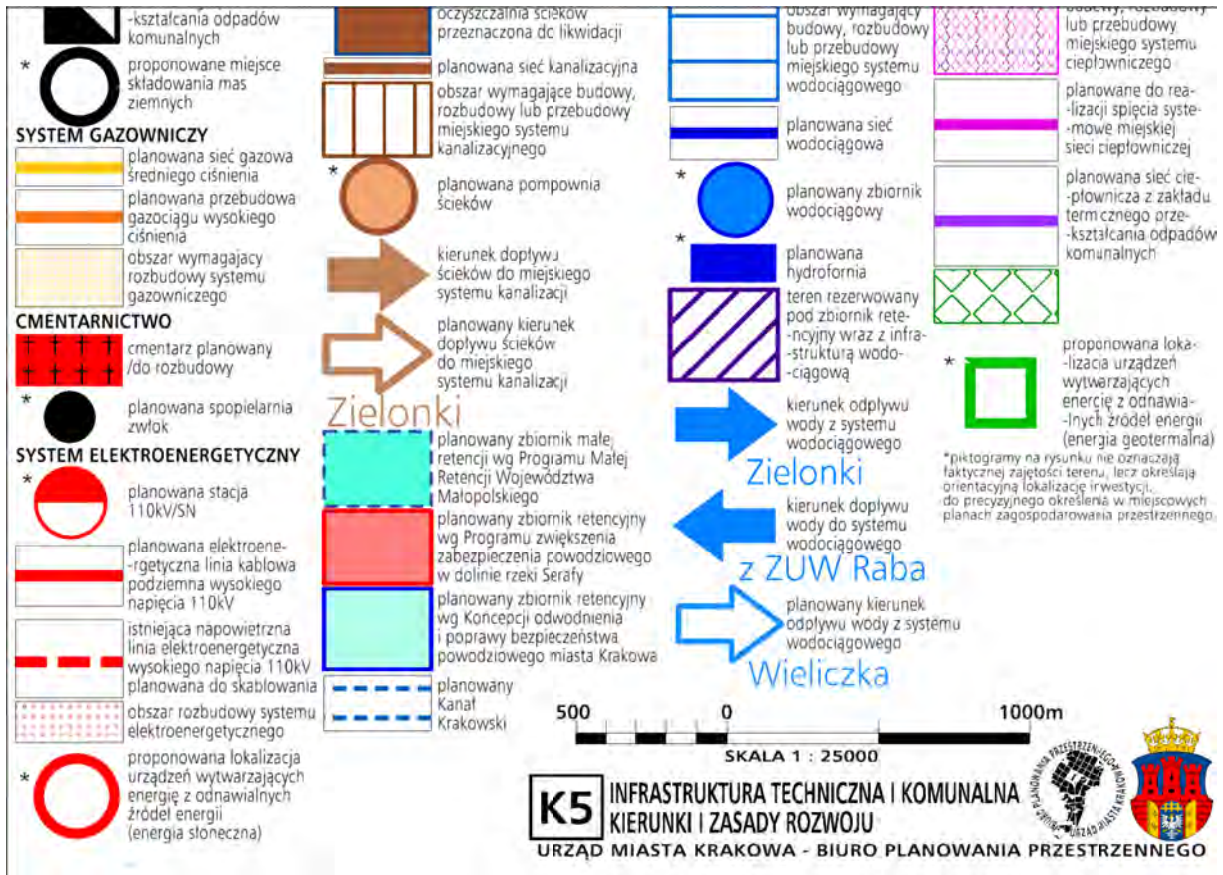 -kształcania odpadów
komunalnych
*
proponowane miejsce
składowania mas
ziemnych
SYSTEM GAZOWNICZY
planowana sieć gazowa
średniego ciśnienia
planowana przebudowa
gazociągu wysokiego
ciśnienia
obszar wymagajacy
rozbudowy systemu
gazowniczego
CMENTARNICTWO
cmentarz planowany
/do rozbudowy
*
planowana spopielarnia
zwłok
SYSTEM ELEKTROENERGETYCZNY
*
planowana stacja
110kV/SN
planowana elektroene-
-rgetyczna linia kablowa
podziemna wysokiego
napięcia 110kV
istniejąca napowietrzna
linia elektroenergetyczna
wysokiego napięcia 110kV
planowana do skablowania
obszar rozbudowy systemu
elektroenergetycznego
*
proponowana lokalizacja
urządzeń wytwarzających
energię z odnawialnych
źródeł energii
(energia słoneczna)
oczyszczalnia ścieków
przeznaczona do likwidacji
planowana sieć kanalizacyjna
obszar wymagające budowy,
rozbudowy lub przebudowy
miejskiego systemu
kanalizacyjnego
*
planowana pompownia
ścieków
kierunek dopływu
ścieków do miejskiego
systemu kanalizacji
planowany kierunek
dopływu ścieków
do miejskiego
systemu kanalizacji
Zielonki
planowany zbiornik małej
retencji wg Programu Małej
Retencji Województwa
Małopolskiego
planowany zbiornik retencyjny
wg Programu zwiększenia
zabezpieczenia powodziowego
w dolinie rzeki Serafy
planowany zbiornik retencyjny
wg Koncepcji odwodnienia
i poprawy bezpieczeństwa
powodziowego miasta Krakowa
planowany
Kanał
Krakowski
obszar wymagający
budowy, rozbudowy
lub przebudowy
miejskiego systemu
wodociągowego
planowana sieć
wodociągowa
*
planowany zbiornik
wodociągowy
*
planowana
hydrofornia
teren rezerwowany
pod zbiornik rete-
-ncyjny wraz z infra-
-strukturą wodo-
-ciągową
kierunek odpływu
wody z systemu
wodociągowego
Zielonki
kierunek dopływu
wody do systemu
wodociągowego
z ZUW Raba
planowany kierunek
odpływu wody z systemu
wodociągowego
Wieliczka
budowy, rozbudowy
lub przebudowy
miejskiego systemu
ciepłowniczego
planowane do rea-
-lizacji spięcia syste-
-mowe miejskiej
sieci ciepłowniczej
planowana sieć cie-
-płownicza z zakładu
termicznego prze-
-kształcania odpadów
komunalnych
*
proponowana loka-
-lizacja urządzeń
wytwarzających
energię z odnawia-
-lnych źródeł energii
(energia geotermalna)
*piktogramy na rysunku nie oznaczają
faktycznej zajętości terenu, lecz określają
orientacyjną lokalizację inwestycji,
do precyzyjnego określenia w miejscowych
planach zagospodarowania przestrzennego
500 0 1000m
SKALA 1 : 25000
K5
INFRASTRUKTURA TECHNICZNA I KOMUNALNA
KIERUNKI I ZASADY ROZWOJU
URZĄD MIASTA KRAKOWA - BIURO PLANOWANIA PRZESTRZENNEGO